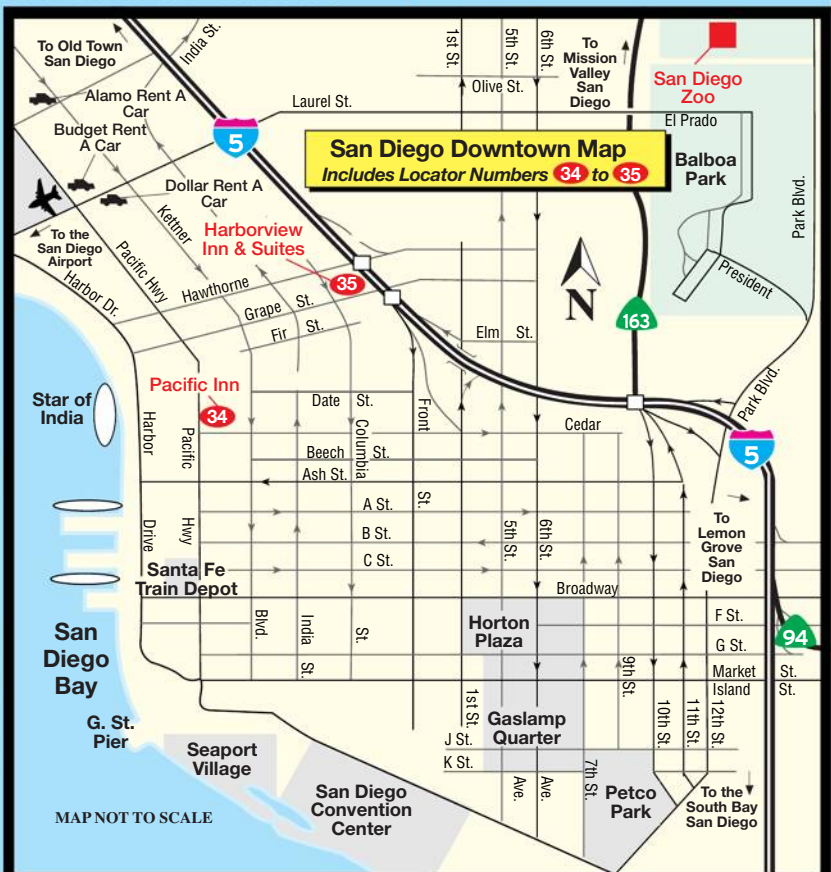 To Old Town
San Diego
India St.
1st St.
5th St.
6th St.
To
Mission
Valley
San
Diego
San Diego
Zoo
Olive St.
Alamo Rent A
Car
Laurel St.
El Prado
Budget Rent
A Car
5
San Diego Downtown Map
Includes Locator Numbers 34 to 35
Balboa
Park
Park Blvd.
Dollar Rent A
Car
Kettner
Harborview
Inn & Suites
To the
San Diego
Airport
Pacific Hwy
Harbor Dr.
Hawthorne
35
President
Grape St.
N
163
Fir St.
Elm St.
Pacific Inn
34
Star of
India
Date St.
Park Blvd.
Harbor
Pacific
Columbia
Front
Cedar
5
Beech St.
Ash St.
A St.
St.
Drive
Hwy
B St.
5th St.
6th St.
To
Lemon
Grove
San
Diego
C St.
Santa Fe
Train Depot
Broadway
San
Diego
Bay
Blvd.
India
St.
St.
Horton
Plaza
F St.
94
G St.
9th St.
Market St.
Island St.
1st St.
10th St.
11th St.
12th St.
G. St.
Pier
Gaslamp
Quarter
J St.
Seaport
Village
K St.
7th St.
Ave.
Ave.
San Diego
Convention
Center
Petco
Park
To the
South Bay
San Diego
MAP NOT TO SCALE